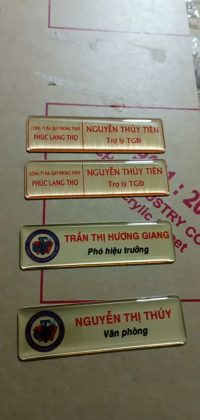 CÔNG TY ĐÁ QUÝ PHONG THỦY
PHÚC LANG THỌ
NGUYỄN THỦY TIÊN
Trợ lý TGĐ
CÔNG TY ĐÁ QUÝ PHONG THỦY
PHÚC LANG THỌ
NGUYỄN THỦY TIÊN
Trợ lý TGĐ
TRẦN THỊ HƯƠNG GIANG
Phó hiệu trưởng
NGUYỄN THỊ THÚY
Văn phòng